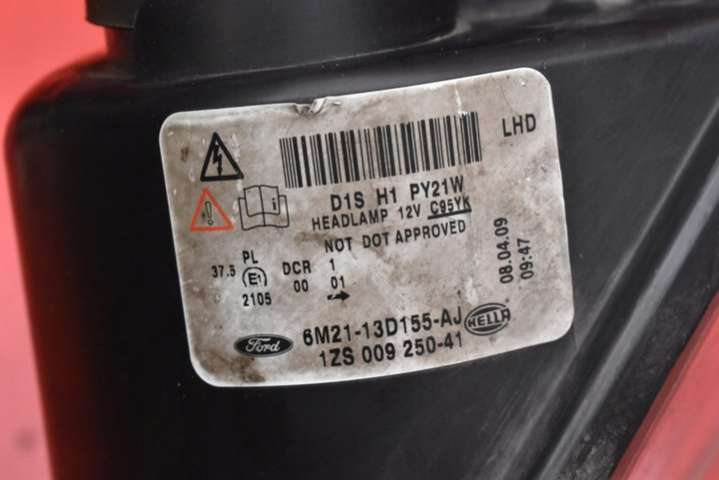 LHD
D1S H1 PY21W
HEADLAMP 12V C95YK
NOT DOT APPROVED
PL DCR 1
37.5 E1 00 01
2105
08.04.09
09:47
6M21-13D155-AJ
HELLA
Ford
1ZS 009 250-41